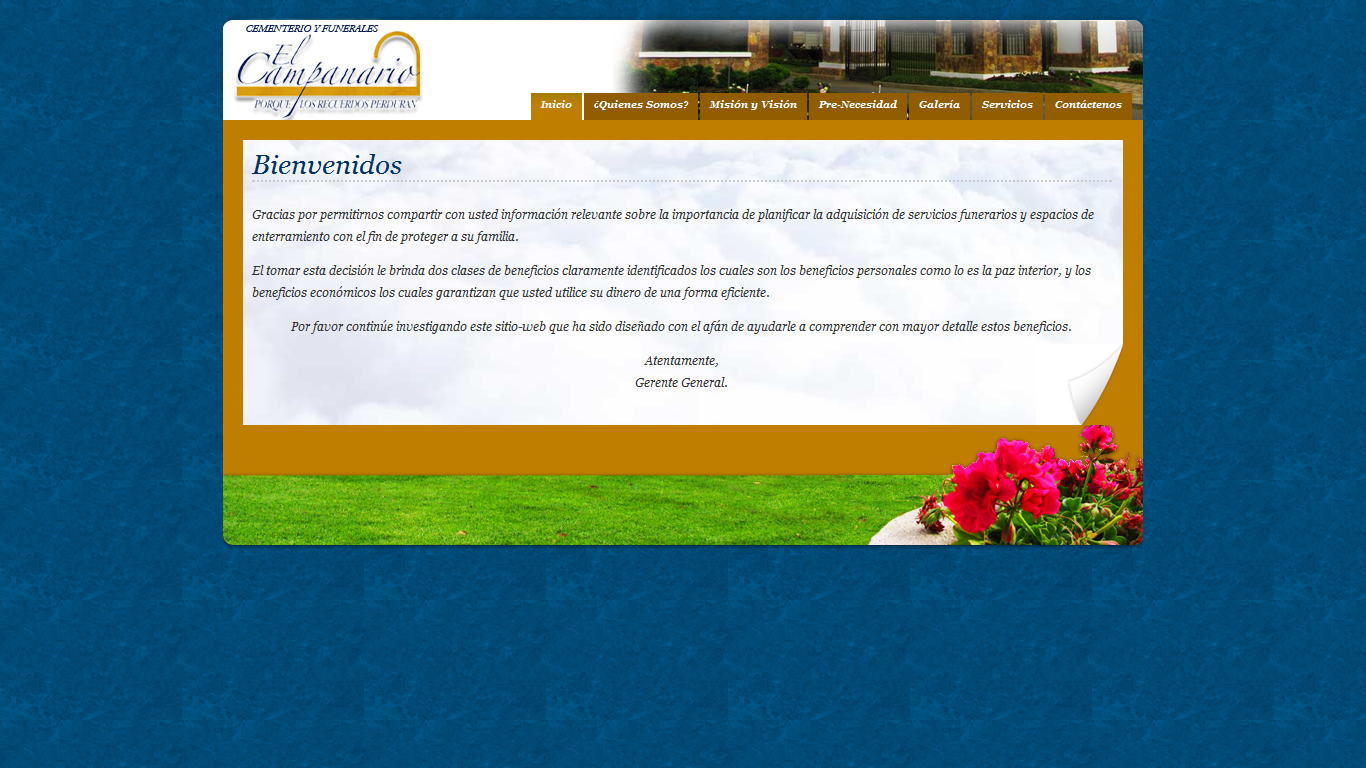 CEMENTERIO Y FUNERALES
El
Campanario
PORQUE LOS RECUERDOS PERDURAN
Inicio ¿Quienes Somos? Misión y Visión Pre-Necesidad Galería Servicios Contáctenos
Bienvenidos
Gracias por permitirnos compartir con usted información relevante sobre la importancia de planificar la adquisición de servicios funerarios y espacios de
enterramiento con el fin de proteger a su familia.
El tomar esta decisión le brinda dos clases de beneficios claramente identificados los cuales son los beneficios personales como lo es la paz interior, y los
beneficios económicos los cuales garantizan que usted utilice su dinero de una forma eficiente.
Por favor continúe investigando este sitio-web que ha sido diseñado con el afán de ayudarle a comprender con mayor detalle estos beneficios.
Atentamente,
Gerente General.